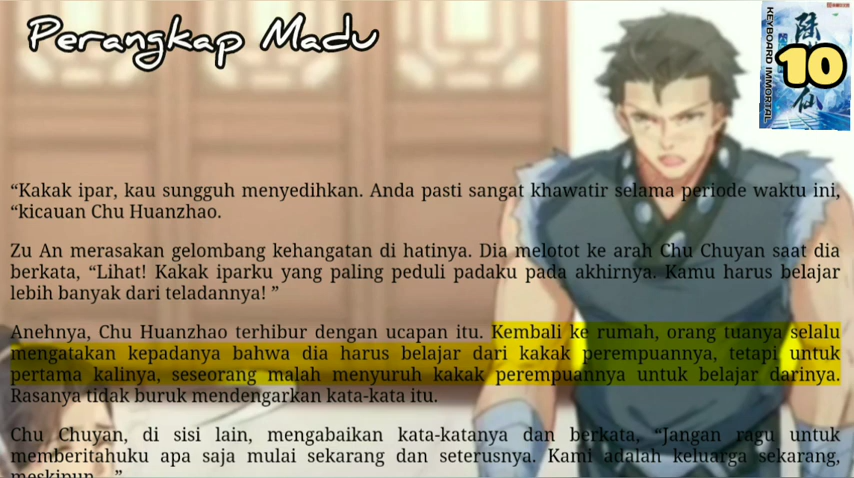 Perangkap Madu
KEYBOARD IMMORTAL
10
“Kakak ipar, kau sungguh menyedihkan. Anda pasti sangat khawatir selama periode waktu ini,
“kicauan Chu Huanzhao.
Zu An merasakan gelombang kehangatan di hatinya. Dia melotot ke arah Chu Chuyan saat dia
berkata, “Lihat! Kakak iparku yang paling peduli padaku pada akhirnya. Kamu harus belajar
lebih banyak dari teladannya! ”
Anehnya, Chu Huanzhao terhibur dengan ucapan itu. Kembali ke rumah, orang tuanya selalu
mengatakan kepadanya bahwa dia harus belajar dari kakak perempuannya, tetapi untuk
pertama kalinya, seseorang malah menyuruh kakak perempuannya untuk belajar darinya.
Rasanya tidak buruk mendengarkan kata-kata itu.
Chu Chuyan, di sisi lain, mengabaikan kata-katanya dan berkata, “Jangan ragu untuk
memberitahuku apa saja mulai sekarang dan seterusnya. Kami adalah keluarga sekarang,
meskipun…”